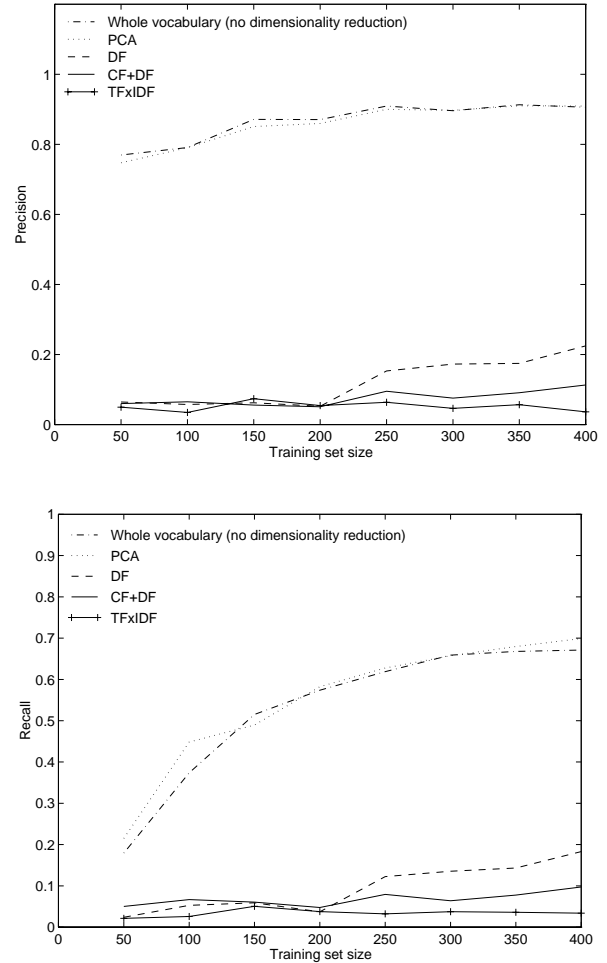 Whole vocabulary (no dimensionality reduction)
PCA
DF
CF+DF
TFxIDF
1
0.8
0.6
0.4
0.2
0
Precision
0 50 100 150 200 250 300 350 400
Training set size
Whole vocabulary (no dimensionality reduction)
PCA
DF
CF+DF
TFxIDF
1
0.9
0.8
0.7
0.6
0.5
0.4
0.3
0.2
0.1
0
Recall
0 50 100 150 200 250 300 350 400
Training set size